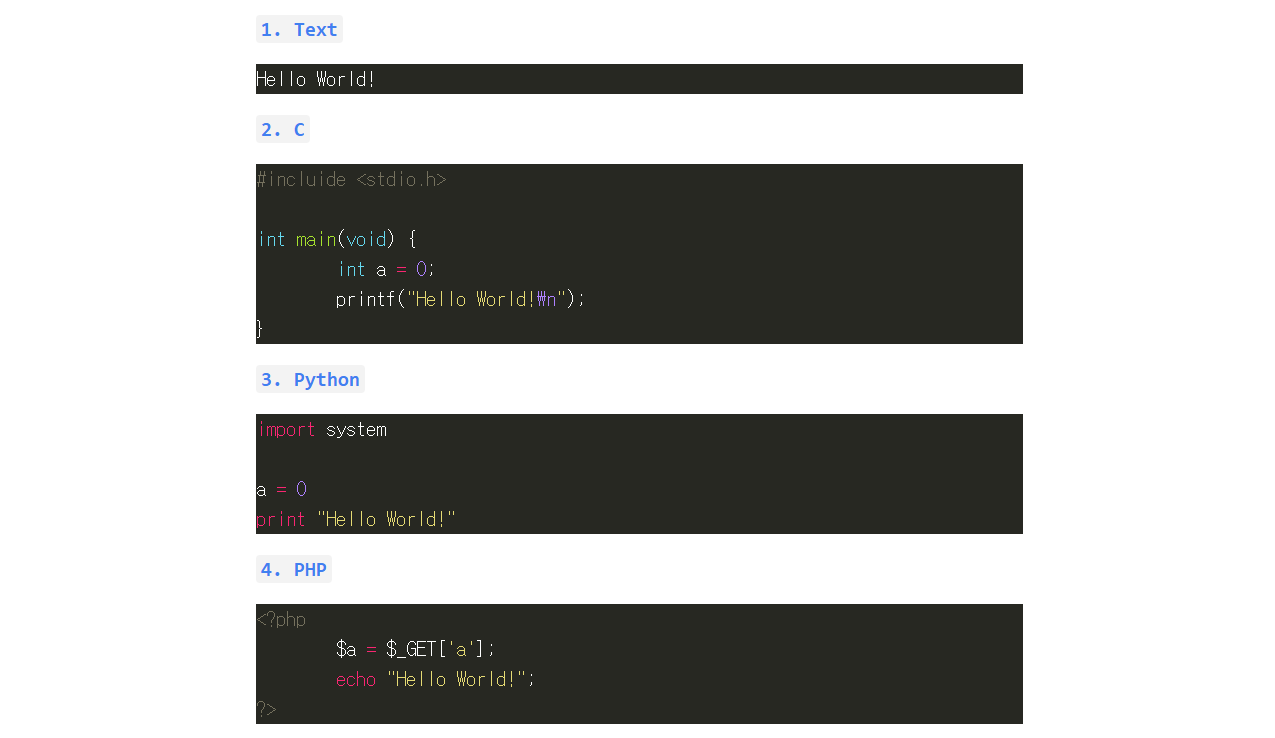 1. Text
Hello World!
2. C
#incluide <stdio.h>
int main(void) {
        int a = 0;
        printf("Hello World!₩n");
}
3. Python
import system
a = 0
print "Hello World!"
4. PHP
<?php
        $a = $_GET['a'];
        echo "Hello World!";
?>